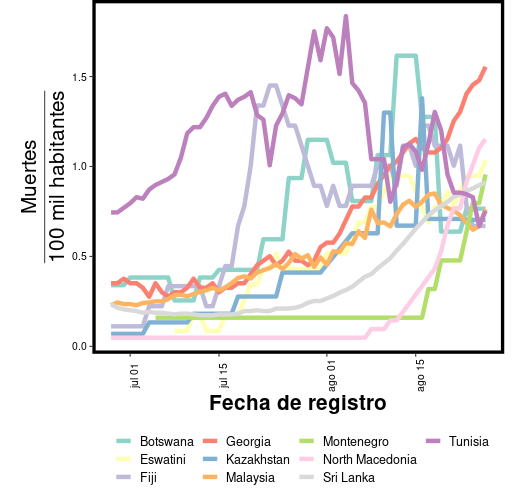 Muertes
100 mil habitantes
1.5
1.0
0.5
0.0
jul 01
jul 15
ago 01
ago 15
Fecha de registro
Botswana
Georgia
Montenegro
Tunisia
Eswatini
Kazakhstan
North Macedonia
Fiji
Malaysia
Sri Lanka